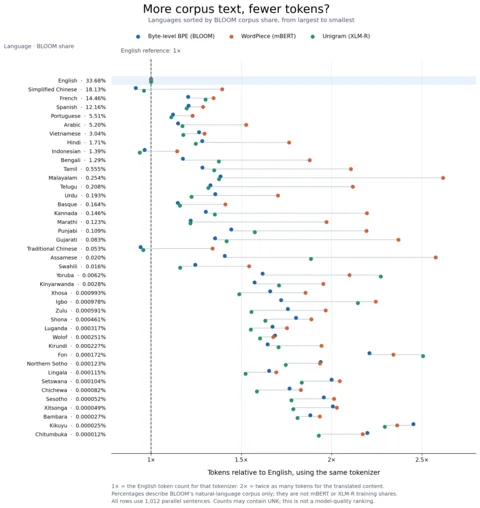 More corpus text, fewer tokens?
Languages sorted by BLOOM corpus share, from largest to smallest
Byte-level BPE (BLOOM) WordPiece (mBERT) Unigram (XLM-R)
Language · BLOOM share
English reference: 1×
English · 33.68%
Simplified Chinese · 18.13%
French · 14.46%
Spanish · 12.16%
Portuguese · 5.51%
Arabic · 5.20%
Vietnamese · 3.04%
Hindi · 1.71%
Indonesian · 1.39%
Bengali · 1.29%
Tamil · 0.555%
Malayalam · 0.254%
Telugu · 0.208%
Urdu · 0.193%
Basque · 0.164%
Kannada · 0.146%
Marathi · 0.123%
Punjabi · 0.109%
Gujarati · 0.083%
Traditional Chinese · 0.053%
Assamese · 0.020%
Swahili · 0.016%
Yoruba · 0.0062%
Kinyarwanda · 0.0028%
Xhosa · 0.000993%
Igbo · 0.000978%
Zulu · 0.000591%
Shona · 0.000461%
Luganda · 0.000317%
Wolof · 0.000251%
Kirundi · 0.000227%
Fon · 0.000172%
Northern Sotho · 0.000123%
Lingala · 0.000115%
Setswana · 0.000104%
Chichewa · 0.000082%
Sesotho · 0.000052%
Xitsonga · 0.000049%
Bambara · 0.000027%
Kikuyu · 0.000025%
Chitumbuka · 0.000012%
1× 1.5× 2× 2.5×
Tokens relative to English, using the same tokenizer
1× = the English token count for that tokenizer. 2× = twice as many tokens for the translated content.
Percentages describe BLOOM's natural-language corpus only; they are not mBERT or XLM-R training shares.
All rows use 1,012 parallel sentences. Counts may contain UNK; this is not a model-quality ranking.